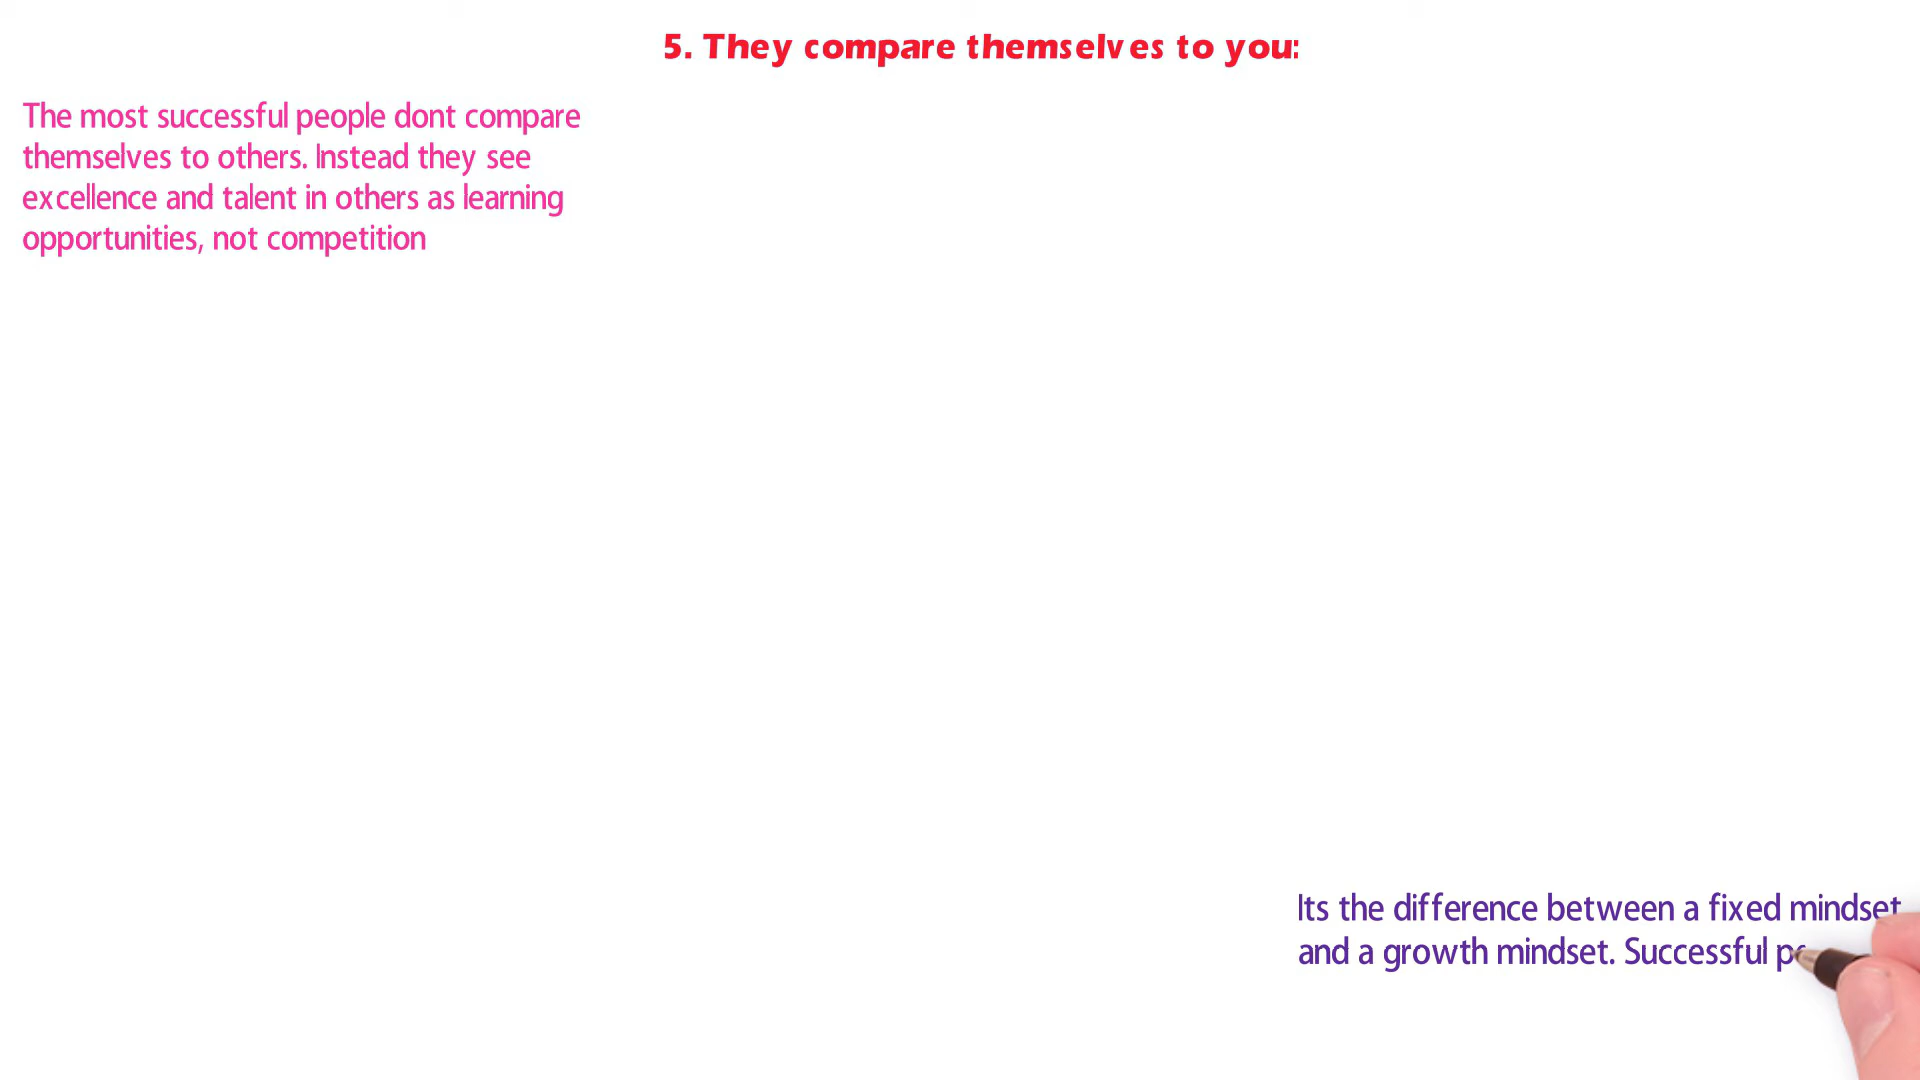 5. They compare themselves to you:
The most successful people dont compare
themselves to others. Instead they see
excellence and talent in others as learning
opportunities, not competition
Its the difference between a fixed mindset
and a growth mindset. Successful